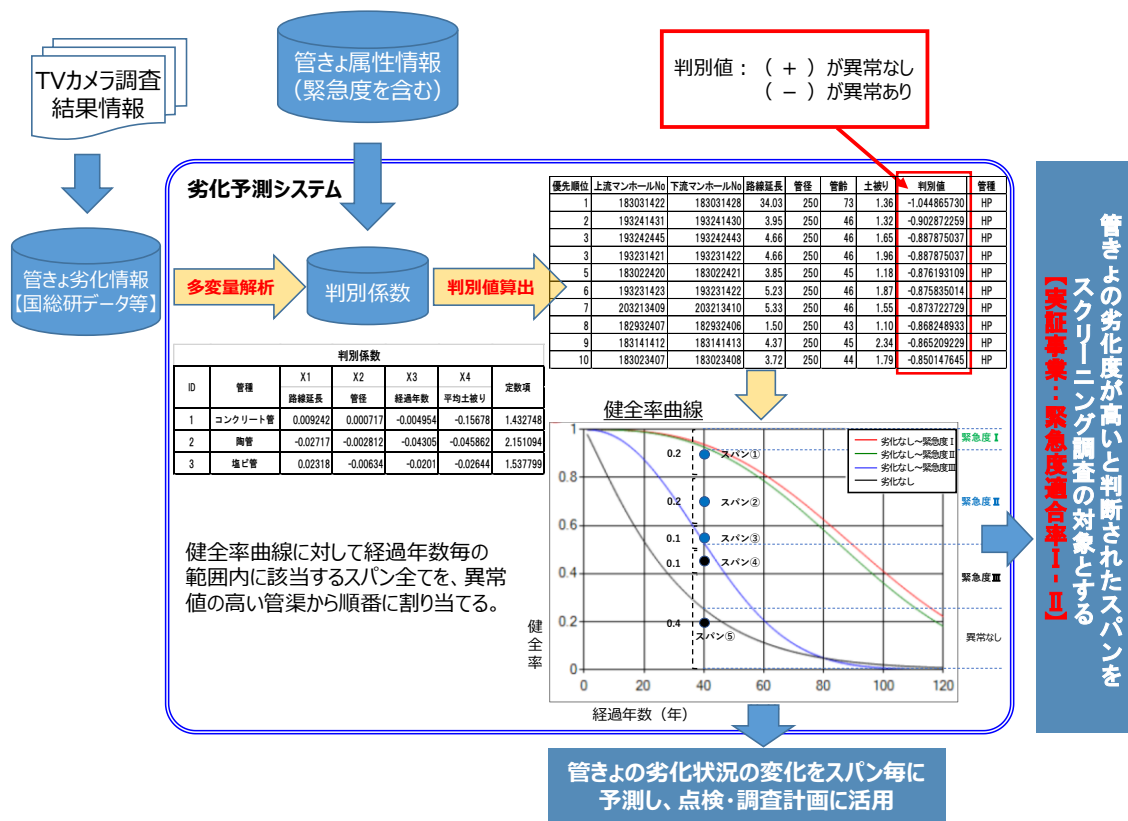 TVカメラ調査
結果情報
管きょ属性情報
(緊急度を含む)
判別値：（ + ）が異常なし
（ − ）が異常あり
劣化予測システム
管きょ劣化情報
【国総研データ等】
多変量解析
判別係数
判別値算出
優先順位 上流マンホールNo 下流マンホールNo 路線延長 管径 管齢 土被り 判別値 管種
1 183031422 183031428 34.03 250 73 1.36 -1.044865730 HP
2 193241431 193241430 3.95 250 46 1.32 -0.902872259 HP
3 193242445 193242443 4.66 250 46 1.65 -0.887875037 HP
3 193231421 193231422 4.66 250 46 1.96 -0.887875037 HP
5 183022420 183022421 3.85 250 45 1.18 -0.876193109 HP
6 193231423 193231422 5.23 250 46 1.87 -0.875835014 HP
7 203213409 203213410 5.33 250 46 1.55 -0.873722729 HP
8 182932407 182932406 1.50 250 43 1.10 -0.868248933 HP
9 183141412 183141413 4.37 250 45 2.34 -0.865209229 HP
10 183023407 183023408 3.72 250 44 1.79 -0.850147645 HP
判別係数
ID 管種 X1 X2 X3 X4 定数項
路線延長 管径 経過年数 平均土被り
1 コンクリート管 0.009242 0.000717 -0.004954 -0.15678 1.432748
2 陶管 -0.02717 -0.002812 -0.04305 -0.045862 2.151094
3 塩ビ管 0.02318 -0.00634 -0.0201 -0.02644 1.537799
健全率曲線に対して経過年数毎の
範囲内に該当するスパン全てを、異常
値の高い管渠から順番に割り当てる。
健全率曲線
劣化なし～緊急度Ⅰ
劣化なし～緊急度Ⅱ
劣化なし～緊急度Ⅲ
劣化なし
1
0.8
0.6
0.4
0.2
0
0.2 スパン①
0.2 スパン②
0.1 スパン③
0.1 スパン④
0.4 スパン⑤
緊急度Ⅰ
緊急度Ⅱ
緊急度Ⅲ
異常なし
健全率
0 20 40 60 80 100 120
経過年数（年）
管きょの劣化度が高いと判断されたスパンを
スクリーニング調査の対象とする
【実証事業：緊急度適合率Ⅰ・Ⅱ】
管きょの劣化状況の変化をスパン毎に
予測し、点検・調査計画に活用